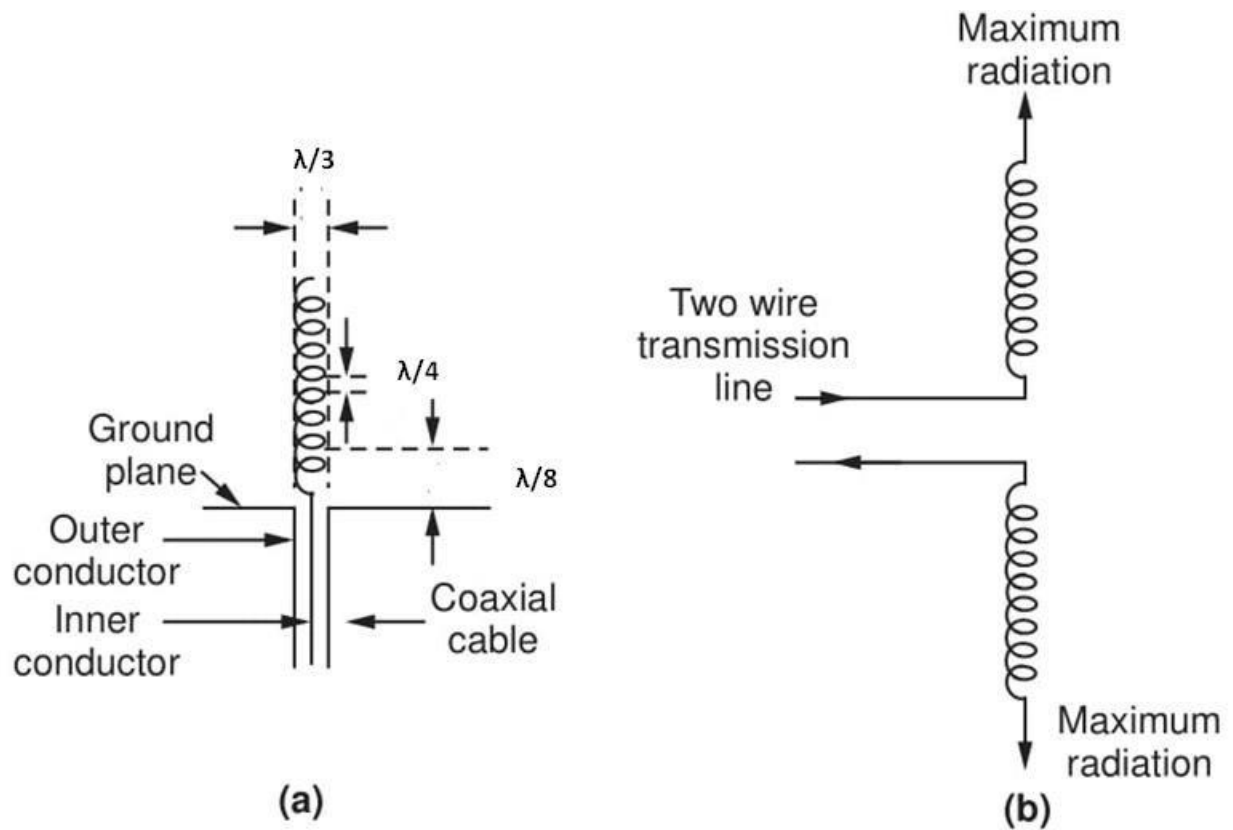 λ/3
λ/4
λ/8
Ground
plane
Outer
conductor
Inner
conductor
Coaxial
cable
(a)
Maximum
radiation
Two wire
transmission
line
Maximum
radiation
(b)